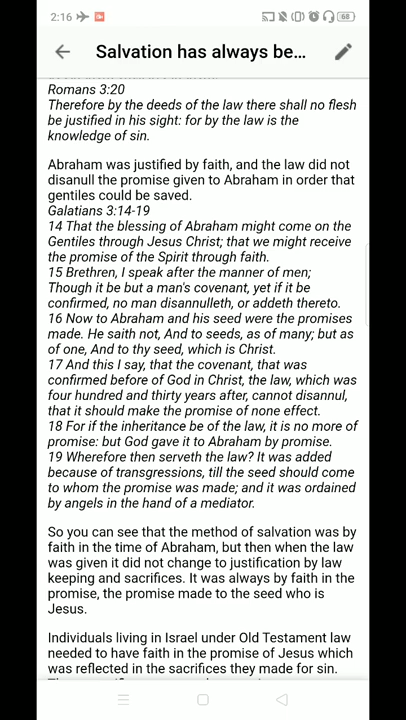 2:16
68
Salvation has always be...
Romans 3:20
Therefore by the deeds of the law there shall no flesh
be justified in his sight: for by the law is the
knowledge of sin.
Abraham was justified by faith, and the law did not
disanull the promise given to Abraham in order that
gentiles could be saved.
Galatians 3:14-19
14 That the blessing of Abraham might come on the
Gentiles through Jesus Christ; that we might receive
the promise of the Spirit through faith.
15 Brethren, I speak after the manner of men;
Though it be but a man's covenant, yet if it be
confirmed, no man disannulleth, or addeth thereto.
16 Now to Abraham and his seed were the promises
made. He saith not, And to seeds, as of many; but as
of one, And to thy seed, which is Christ.
17 And this I say, that the covenant, that was
confirmed before of God in Christ, the law, which was
four hundred and thirty years after, cannot disannul,
that it should make the promise of none effect.
18 For if the inheritance be of the law, it is no more of
promise: but God gave it to Abraham by promise.
19 Wherefore then serveth the law? It was added
because of transgressions, till the seed should come
to whom the promise was made; and it was ordained
by angels in the hand of a mediator.
So you can see that the method of salvation was by
faith in the time of Abraham, but then when the law
was given it did not change to justification by law
keeping and sacrifices. It was always by faith in the
promise, the promise made to the seed who is
Jesus.
Individuals living in Israel under Old Testament law
needed to have faith in the promise of Jesus which
was reflected in the sacrifices they made for sin.